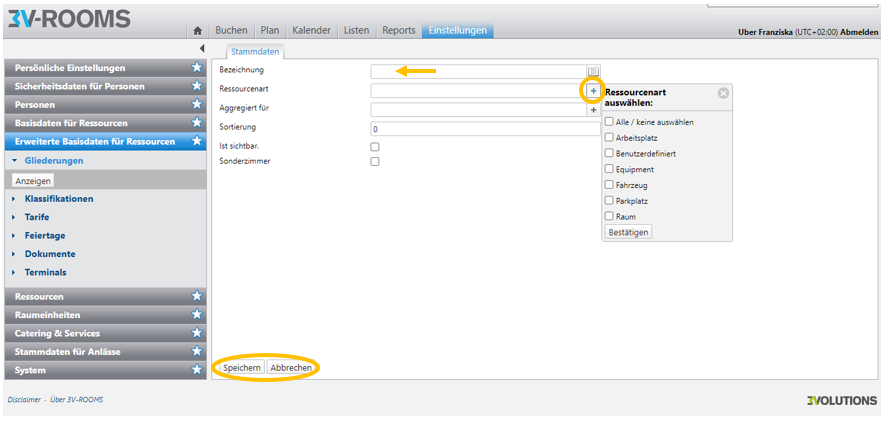 3V-ROOMS
Buchen Plan Kalender Listen Reports Einstellungen
Uber Franziska (UTC+02:00) Abmelden
Stammdaten
Persönliche Einstellungen
Sicherheitsdaten für Personen
Personen
Basisdaten für Ressourcen
Erweiterte Basisdaten für Ressourcen
Gliederungen
Anzeigen
Klassifikationen
Tarife
Feiertage
Dokumente
Terminals
Ressourcen
Raumeinheiten
Catering & Services
Stammdaten für Anlässe
System
Bezeichnung
Ressourcenart
Aggregiert für
Sortierung 0
Ist sichtbar.
Sonderzimmer
Ressourcenart
auswählen:
Alle / keine auswählen
Arbeitsplatz
Benutzerdefiniert
Equipment
Fahrzeug
Parkplatz
Raum
Bestätigen
Speichern Abbrechen
Disclaimer - Über 3V-ROOMS
3VOLUTIONS